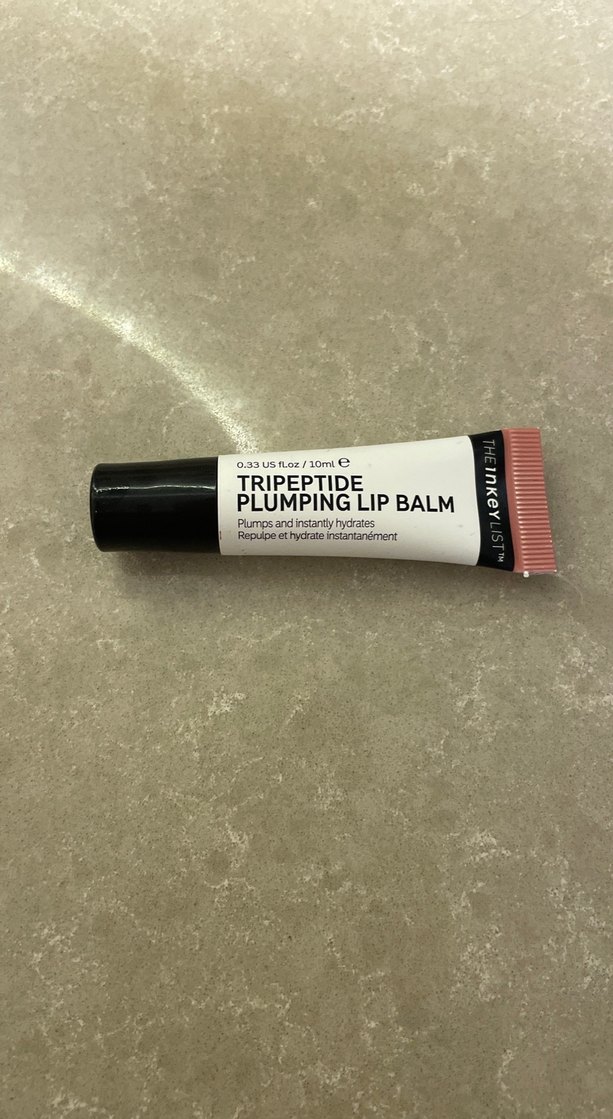 0.33 US fl.oz / 10ml ℮
TRIPEPTIDE
PLUMPING LIP BALM
Plumps and instantly hydrates
Repulpe et hydrate instantanément
THE INKEY LIST™